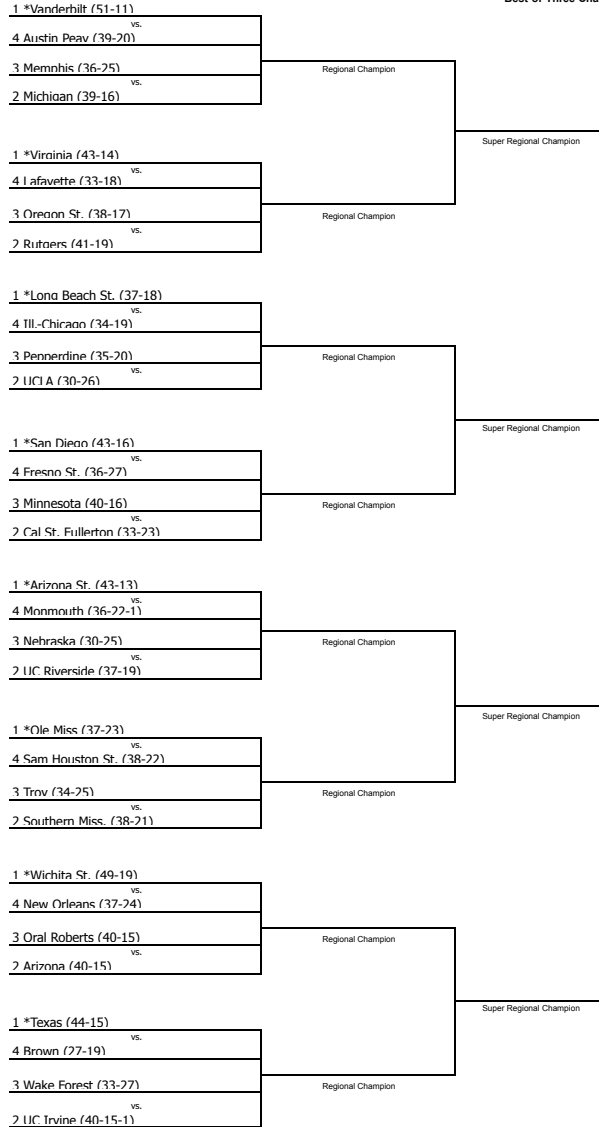 Best of Three Cha
1 *Vanderbilt (51-11)
vs.
4 Austin Peay (39-20)
3 Memphis (36-25)
vs.
2 Michigan (39-16)
Regional Champion
Super Regional Champion
1 *Virginia (43-14)
vs.
4 Lafayette (33-18)
3 Oregon St. (38-17)
vs.
2 Rutgers (41-19)
Regional Champion
1 *Long Beach St. (37-18)
vs.
4 Ill.-Chicago (34-19)
3 Pepperdine (35-20)
vs.
2 UCLA (30-26)
Regional Champion
Super Regional Champion
1 *San Diego (43-16)
vs.
4 Fresno St. (36-27)
3 Minnesota (40-16)
vs.
2 Cal St. Fullerton (33-23)
Regional Champion
1 *Arizona St. (43-13)
vs.
4 Monmouth (36-22-1)
3 Nebraska (30-25)
vs.
2 UC Riverside (37-19)
Regional Champion
Super Regional Champion
1 *Ole Miss (37-23)
vs.
4 Sam Houston St. (38-22)
3 Troy (34-25)
vs.
2 Southern Miss. (38-21)
Regional Champion
1 *Wichita St. (49-19)
vs.
4 New Orleans (37-24)
3 Oral Roberts (40-15)
vs.
2 Arizona (40-15)
Regional Champion
Super Regional Champion
1 *Texas (44-15)
vs.
4 Brown (27-19)
3 Wake Forest (33-27)
vs.
2 UC Irvine (40-15-1)
Regional Champion